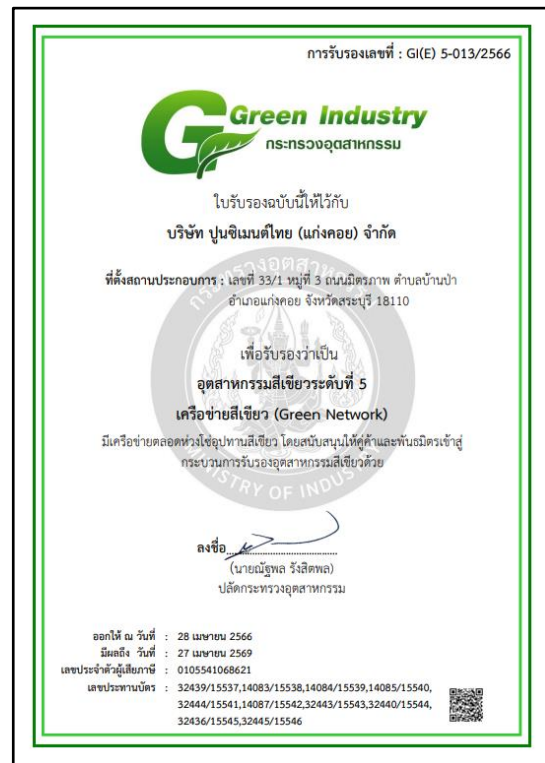 การรับรองเลขที่ : GI(E) 5-013/2566
Green Industry
กระทรวงอุตสาหกรรม
ใบรับรองฉบับนี้ให้ไว้กับ
บริษัท ปูนซิเมนต์ไทย (แก่งคอย) จำกัด
ที่ตั้งสถานประกอบการ : เลขที่ 33/1 หมู่ที่ 3 ถนนมิตรภาพ ตำบลบ้านป่า
อำเภอแก่งคอย จังหวัดสระบุรี 18110
เพื่อรับรองว่าเป็น
อุตสาหกรรมสีเขียวระดับที่ 5
เครือข่ายสีเขียว (Green Network)
มีเครือข่ายตลอดห่วงโซ่อุปทานสีเขียว โดยสนับสนุนให้คู่ค้าและพันธมิตรเข้าสู่
กระบวนการรับรองอุตสาหกรรมสีเขียวด้วย
กระทรวงอุตสาหกรรม
MINISTRY OF INDUSTRY
ลงชื่อ
(นายณัฐพล รังสิตพล)
ปลัดกระทรวงอุตสาหกรรม
ออกให้ ณ วันที่ : 28 เมษายน 2566
มีผลถึง วันที่ : 27 เมษายน 2569
เลขประจำตัวผู้เสียภาษี : 0105541068621
เลขประทานบัตร : 32439/15537,14083/15538,14084/15539,14085/15540,
32444/15541,14087/15542,32443/15543,32440/15544,
32436/15545,32445/15546